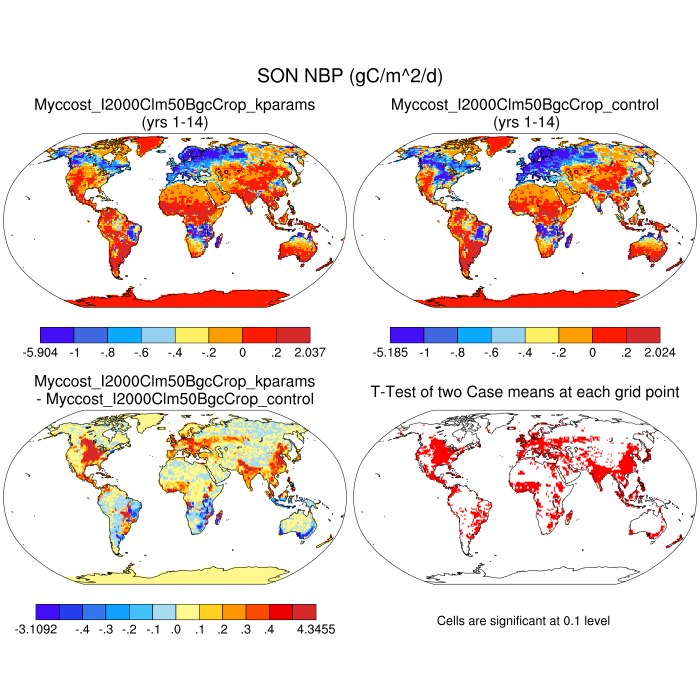 SON NBP (gC/m^2/d)
Myccost_I2000Clm50BgcCrop_kparams
(yrs 1-14)
Myccost_I2000Clm50BgcCrop_control
(yrs 1-14)
-5.904 -1 -.8 -.6 -.4 -.2 0 .2 2.037
-5.185 -1 -.8 -.6 -.4 -.2 0 .2 2.024
Myccost_I2000Clm50BgcCrop_kparams
- Myccost_I2000Clm50BgcCrop_control
T-Test of two Case means at each grid point
-3.1092 -.4 -.3 -.2 -.1 .0 .1 .2 .3 .4 4.3455
Cells are significant at 0.1 level